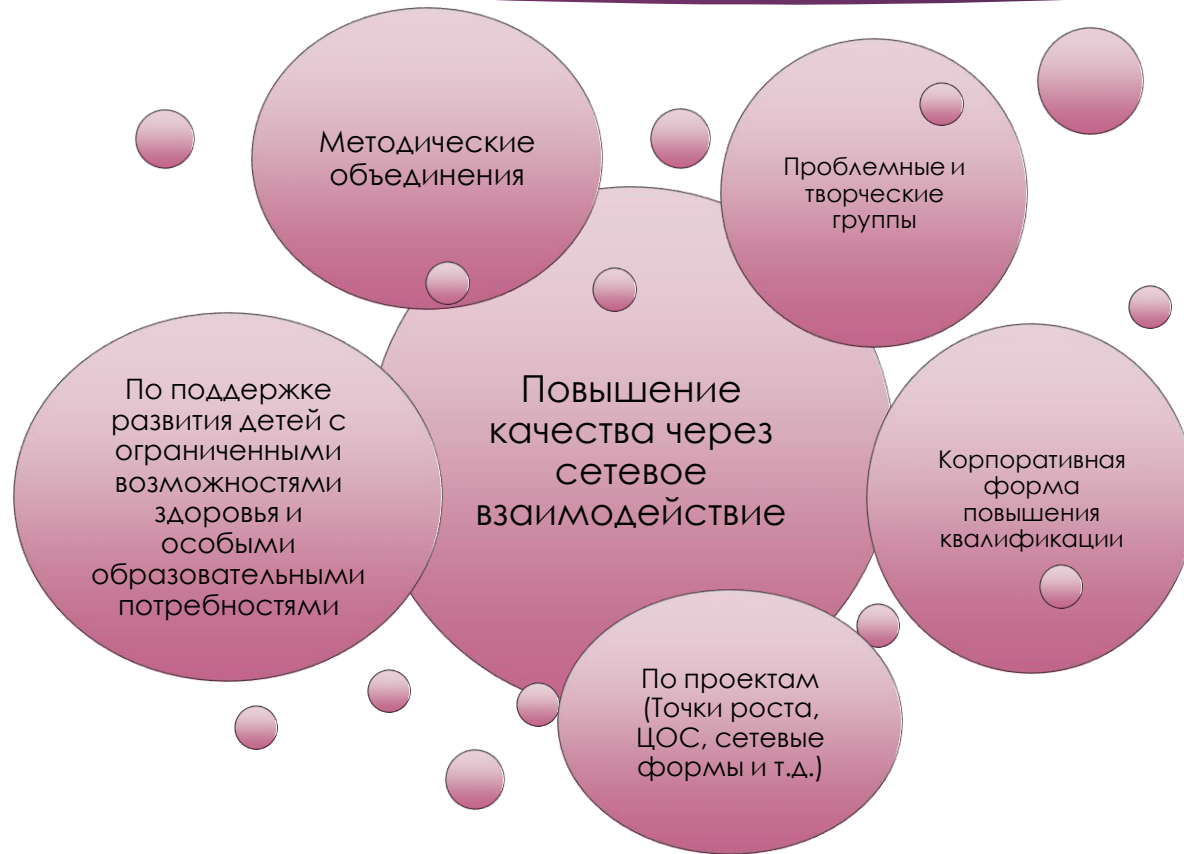 Методические
объединения
Проблемные и
творческие
группы
По поддержке
развития детей с
ограниченными
возможностями
здоровья и
особыми
образовательными
потребностями
Повышение
качества через
сетевое
взаимодействие
Корпоративная
форма
повышения
квалификации
По проектам
(Точки роста,
ЦОС, сетевые
формы и т.д.)